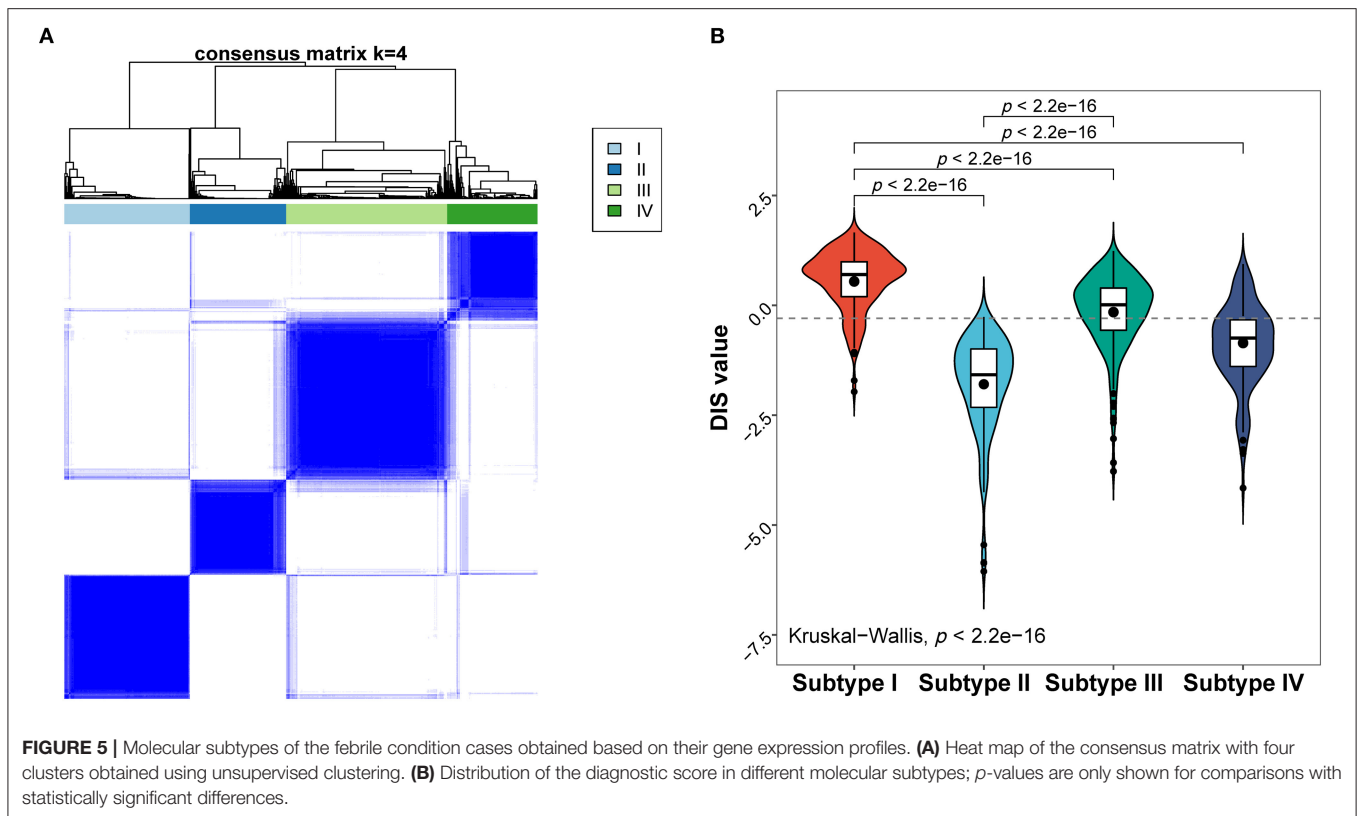 A
consensus matrix k=4
I
II
III
IV
B
p < 2.2e−16
p < 2.2e−16
p < 2.2e−16
p < 2.2e−16
2.5
0.0
−2.5
−5.0
−7.5
DIS value
Kruskal−Wallis, p < 2.2e−16
Subtype I Subtype II Subtype III Subtype IV
FIGURE 5 | Molecular subtypes of the febrile condition cases obtained based on their gene expression profiles. (A) Heat map of the consensus matrix with four
clusters obtained using unsupervised clustering. (B) Distribution of the diagnostic score in different molecular subtypes; p-values are only shown for comparisons with
statistically significant differences.